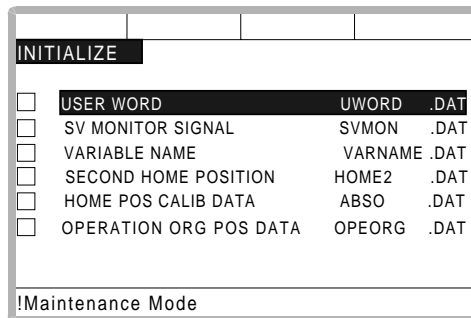 INITIALIZE
USER WORD UWORD .DAT
SV MONITOR SIGNAL SVMON .DAT
VARIABLE NAME VARNAME .DAT
SECOND HOME POSITION HOME2 .DAT
HOME POS CALIB DATA ABSO .DAT
OPERATION ORG POS DATA OPEORG .DAT
!Maintenance Mode